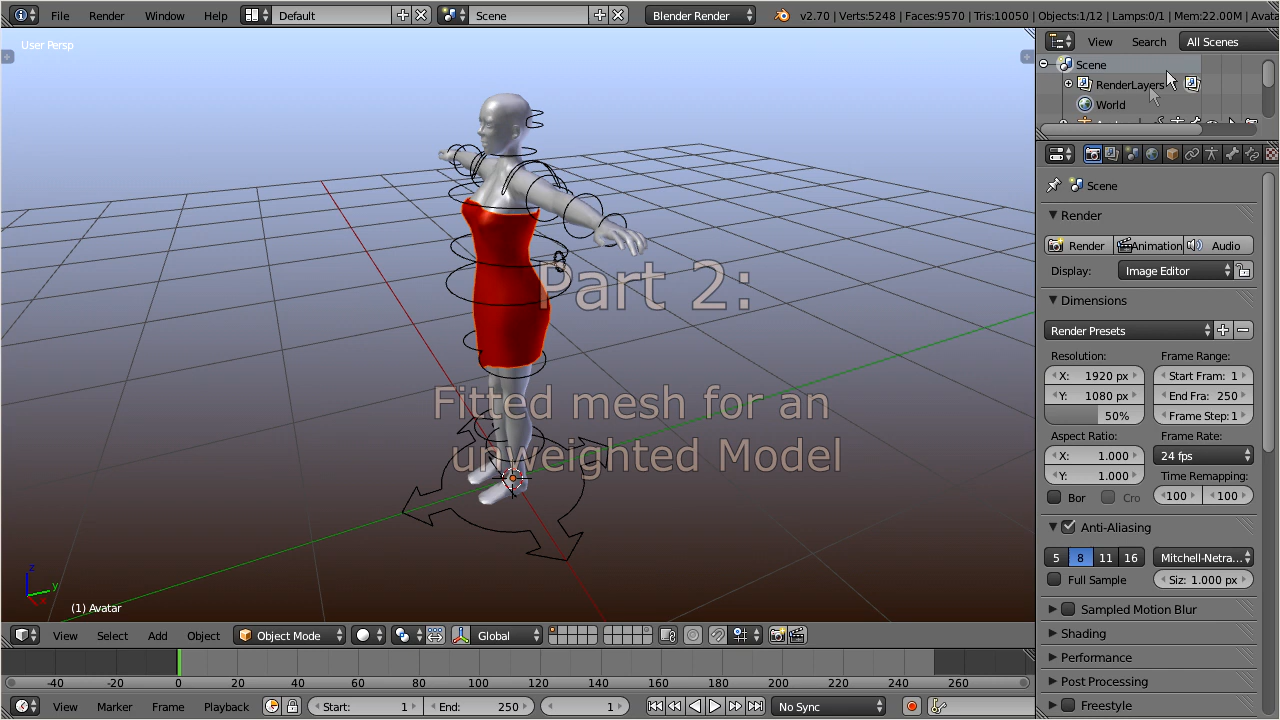 File Render Window Help Default Scene Blender Render v2.70 | Verts:5248 | Faces:9570 | Tris:10050 | Objects:1/12 | Lamps:0/1 | Mem:22.00M | Avata
User Persp
View Search All Scenes
Scene
RenderLayers
World
Scene
Render
Render Animation Audio
Display: Image Editor
Part 2:
Fitted mesh for an
unweighted Model
Dimensions
Render Presets
Resolution: Frame Range:
X: 1920 px Start Fram: 1
Y: 1080 px End Fra: 250
50% Frame Step: 1
Aspect Ratio: Frame Rate:
X: 1.000 24 fps
Y: 1.000 Time Remapping:
Bor Cro 100 100
Anti-Aliasing
5 8 11 16 Mitchell-Netra...
Full Sample Siz: 1.000 px
Sampled Motion Blur
Shading
Performance
Post Processing
Freestyle
z
y
x
(1) Avatar
View Select Add Object Object Mode Global
-40 -20 0 20 40 60 80 100 120 140 160 180 200 220 240 260
View Marker Frame Playback Start: 1 End: 250 1 No Sync